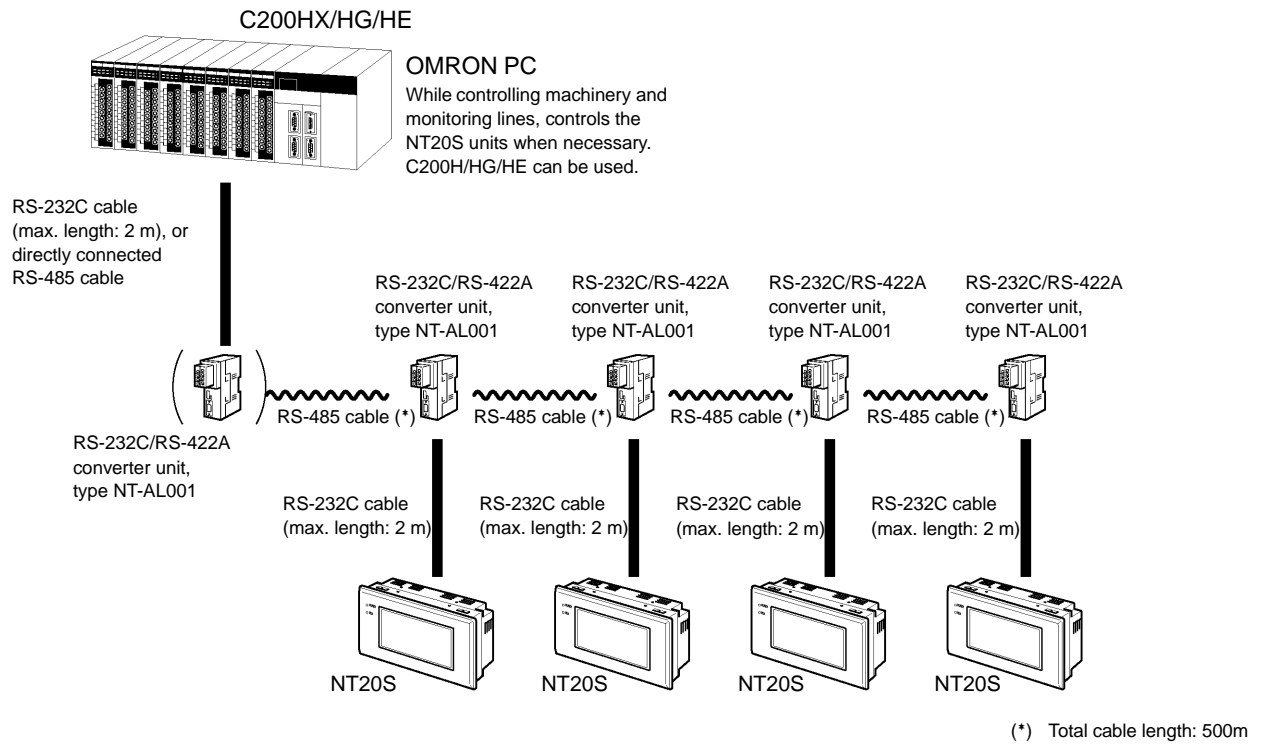 C200HX/HG/HE
OMRON PC
While controlling machinery and
monitoring lines, controls the
NT20S units when necessary.
C200H/HG/HE can be used.
RS-232C cable
(max. length: 2 m), or
directly connected
RS-485 cable
RS-232C/RS-422A
converter unit,
type NT-AL001
RS-232C/RS-422A
converter unit,
type NT-AL001
RS-232C/RS-422A
converter unit,
type NT-AL001
RS-232C/RS-422A
converter unit,
type NT-AL001
RS-485 cable (*)
RS-485 cable (*)
RS-485 cable (*)
RS-485 cable (*)
RS-232C/RS-422A
converter unit,
type NT-AL001
RS-232C cable
(max. length: 2 m)
RS-232C cable
(max. length: 2 m)
RS-232C cable
(max. length: 2 m)
RS-232C cable
(max. length: 2 m)
NT20S
NT20S
NT20S
NT20S
(*) Total cable length: 500m